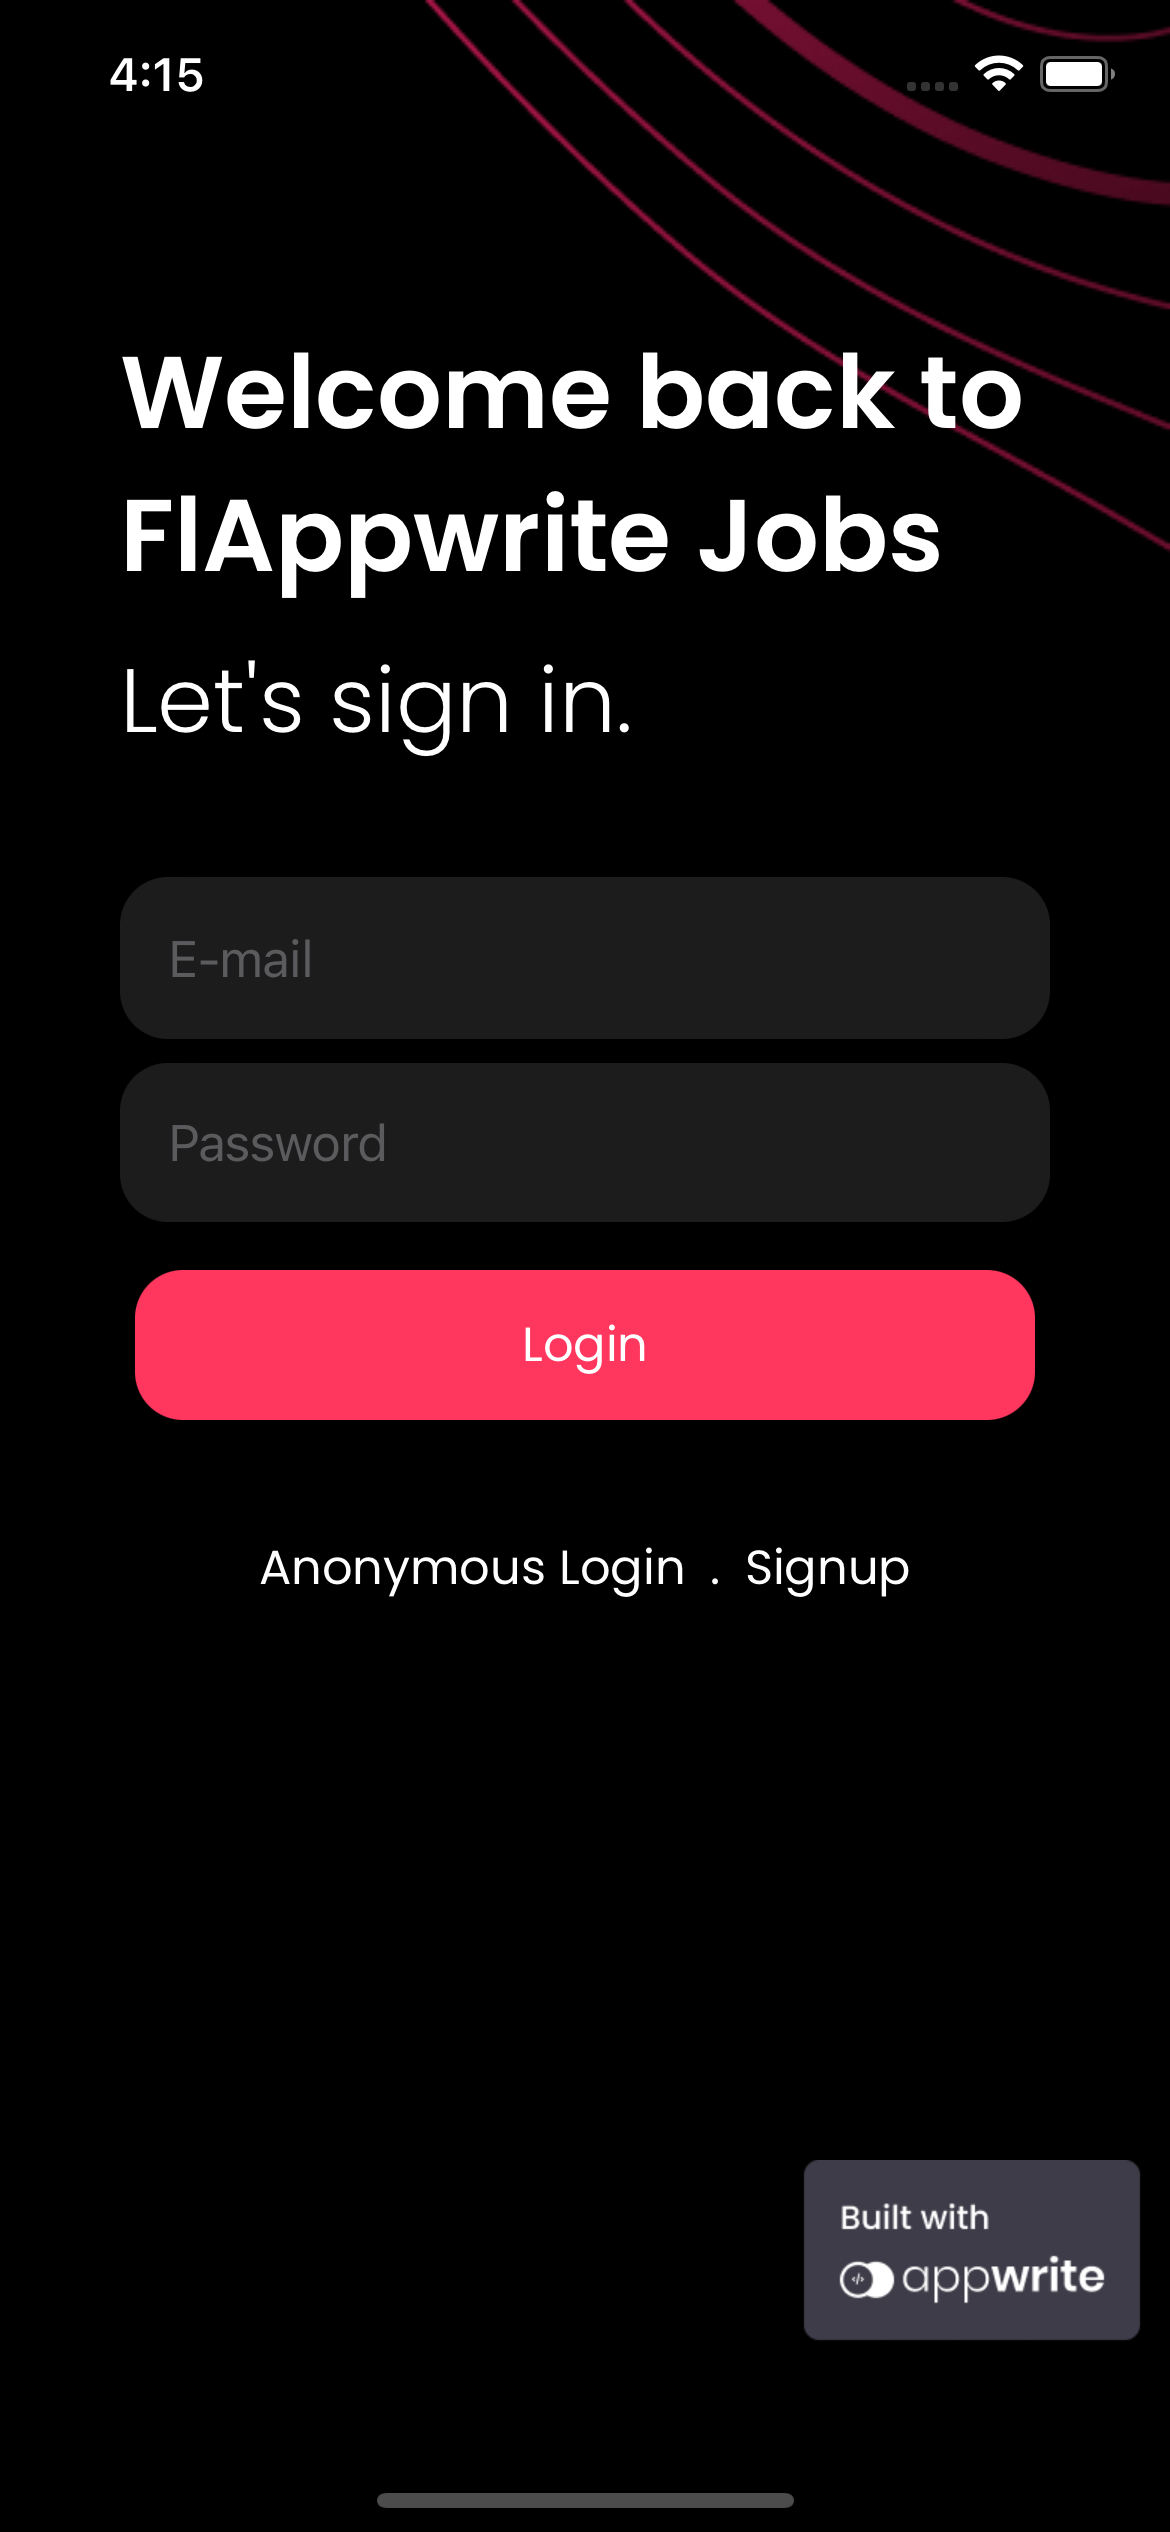 4:15
Welcome back to
FlAppwrite Jobs
Let's sign in.
E-mail
Password
Login
Anonymous Login . Signup
Built with
appwrite